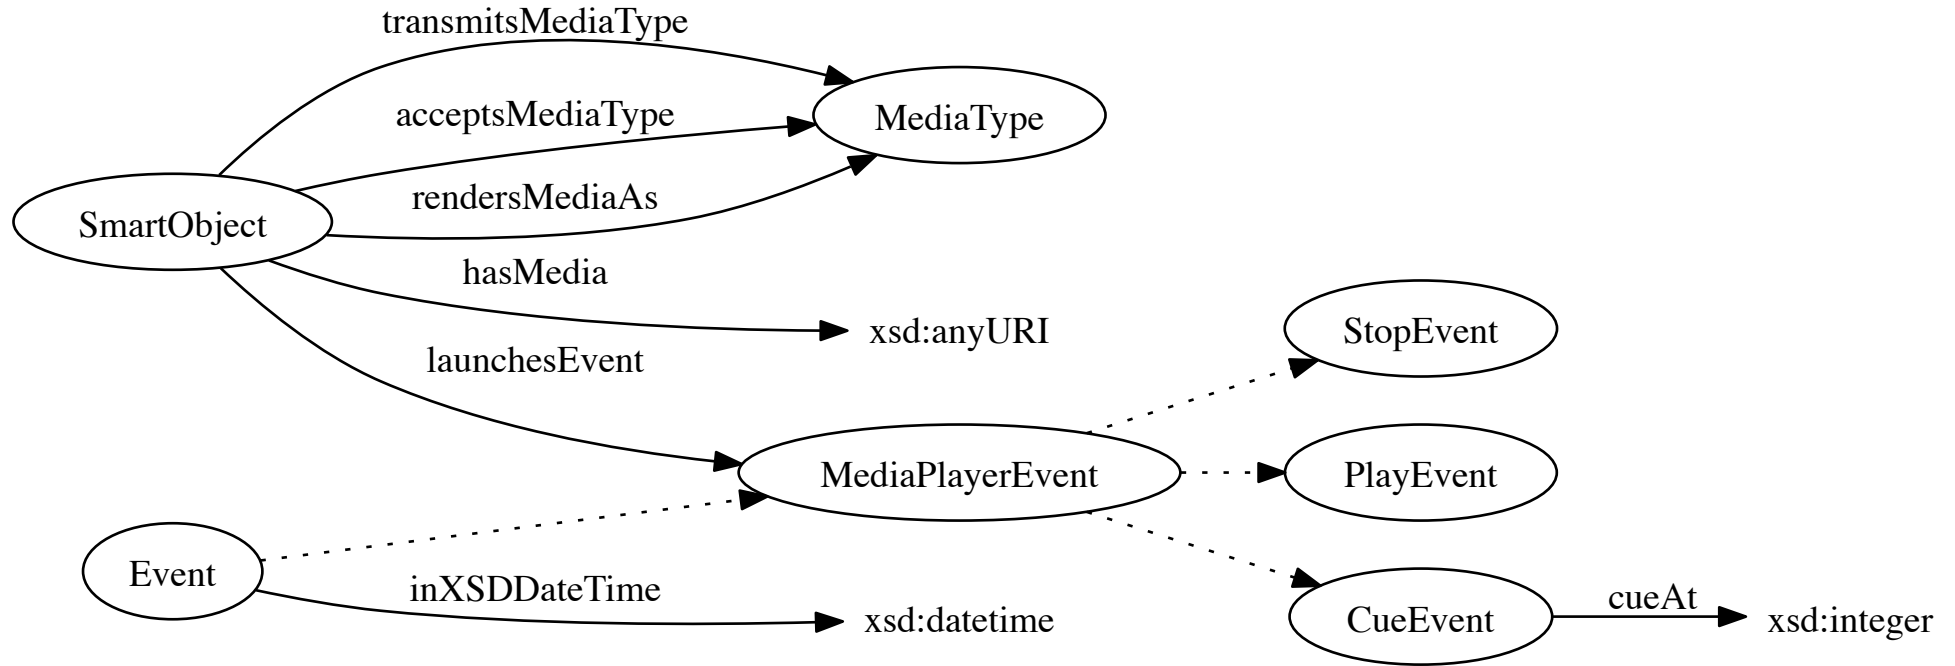 transmitsMediaType
acceptsMediaType
MediaType
rendersMediaAs
SmartObject
hasMedia
xsd:anyURI
StopEvent
launchesEvent
MediaPlayerEvent
PlayEvent
Event
inXSDDateTime
xsd:datetime
CueEvent
cueAt
xsd:integer